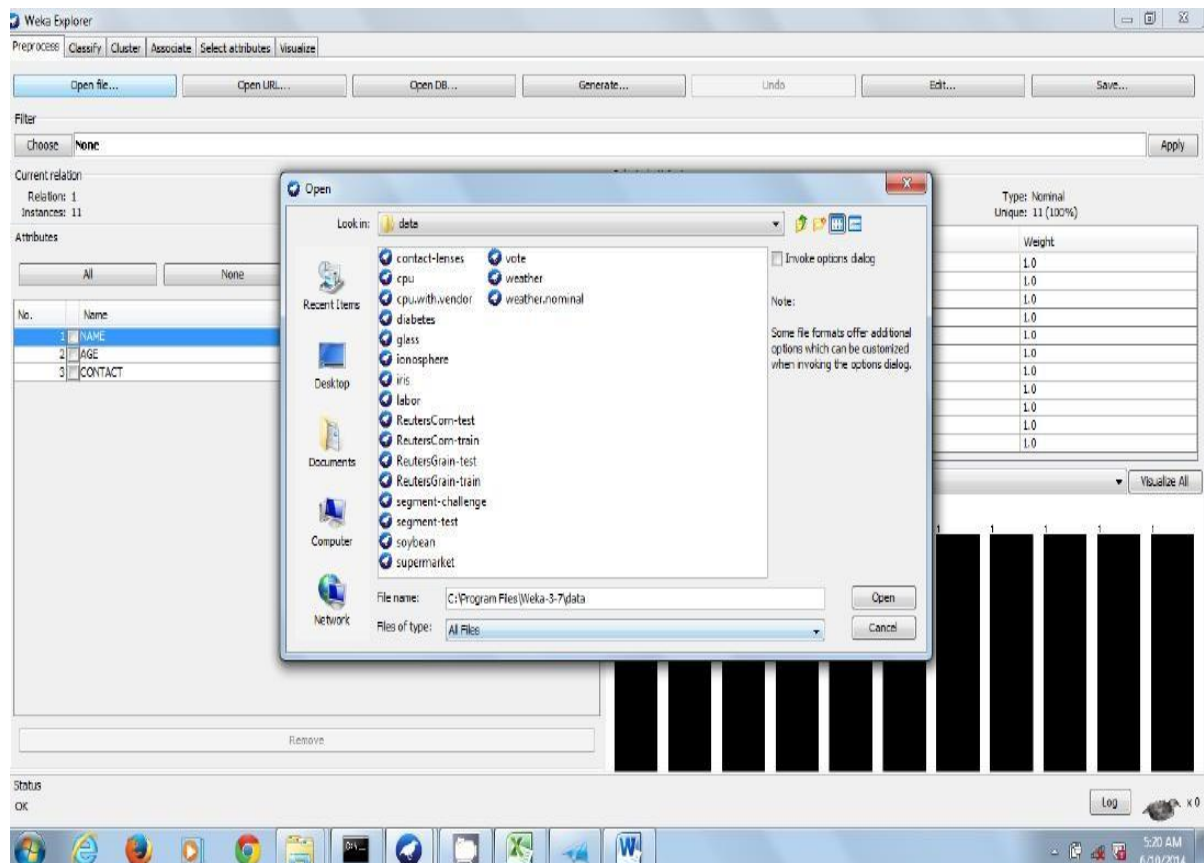 Weka Explorer
Preprocess Classify Cluster Associate Select attributes Visualize
Open file... Open URL... Open DB... Generate... Undo Edit... Save...
Filter
Choose None Apply
Current relation
Relation: 1
Instances: 11
Type: Nominal
Unique: 11 (100%)
Attributes
All None
No. Name
1 NAME
2 AGE
3 CONTACT
Remove
Weight
1.0
1.0
1.0
1.0
1.0
1.0
1.0
1.0
1.0
1.0
1.0
Visualize All
1 1 1 1 1
Open
Look in: data
Recent Items
Desktop
Documents
Computer
Network
contact-lenses
cpu
cpu.with.vendor
diabetes
glass
ionosphere
iris
labor
ReutersCorn-test
ReutersCorn-train
ReutersGrain-test
ReutersGrain-train
segment-challenge
segment-test
soybean
supermarket
vote
weather
weather.nominal
Invoke options dialog
Note:
Some file formats offer additional
options which can be customized
when invoking the options dialog.
File name: C:\Program Files\Weka-3-7\data Open
Files of type: All Files Cancel
Status
OK
Log x 0
5:20 AM